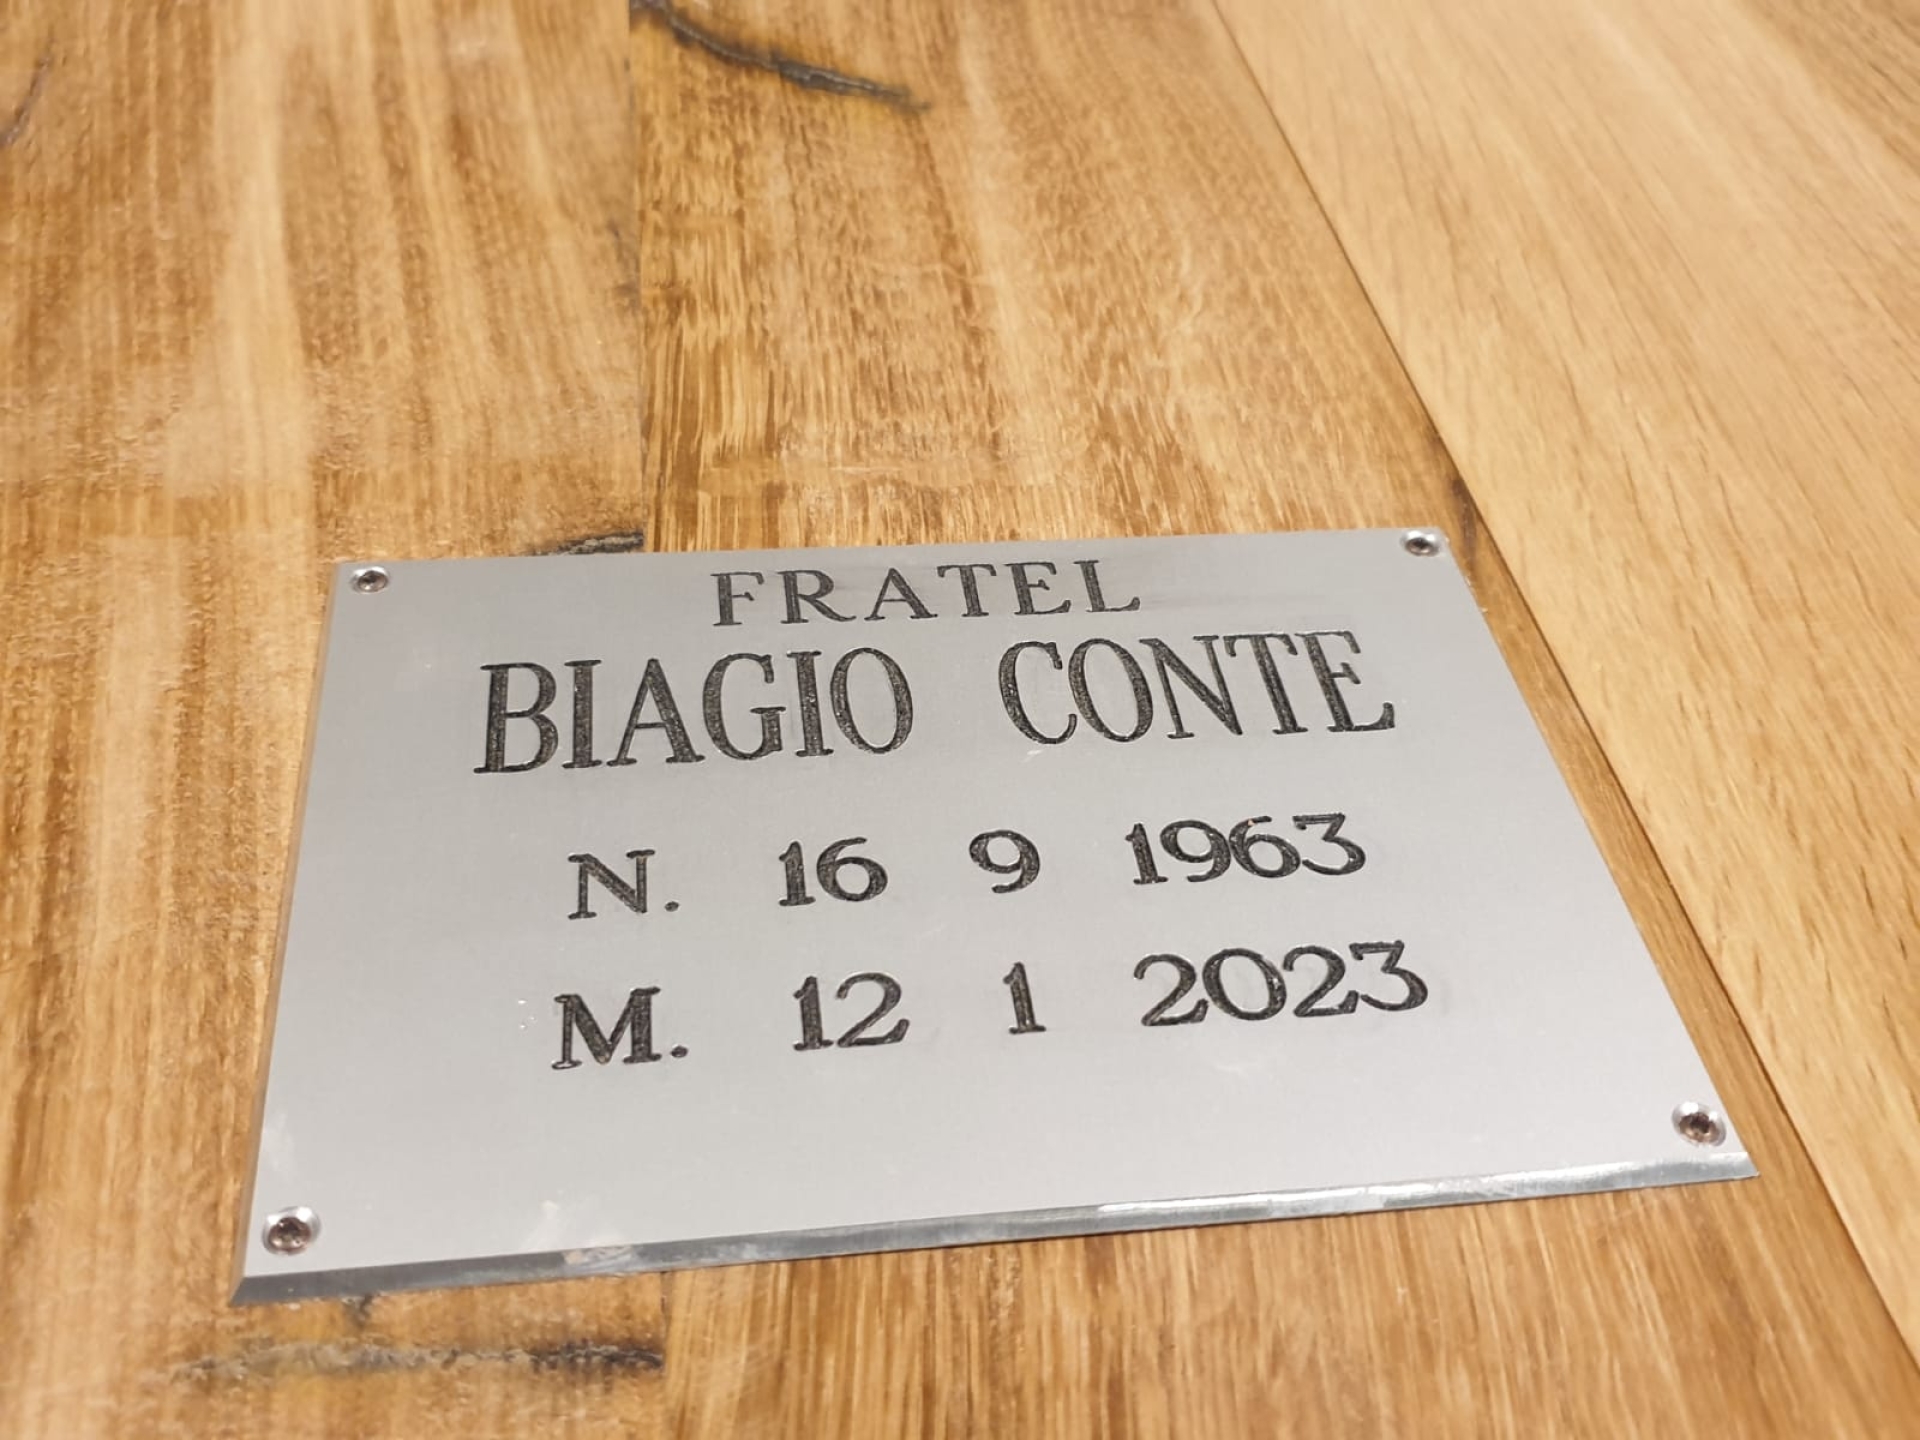 FRATEL
BIAGIO CONTE
N. 16 9 1963
M. 12 1 2023